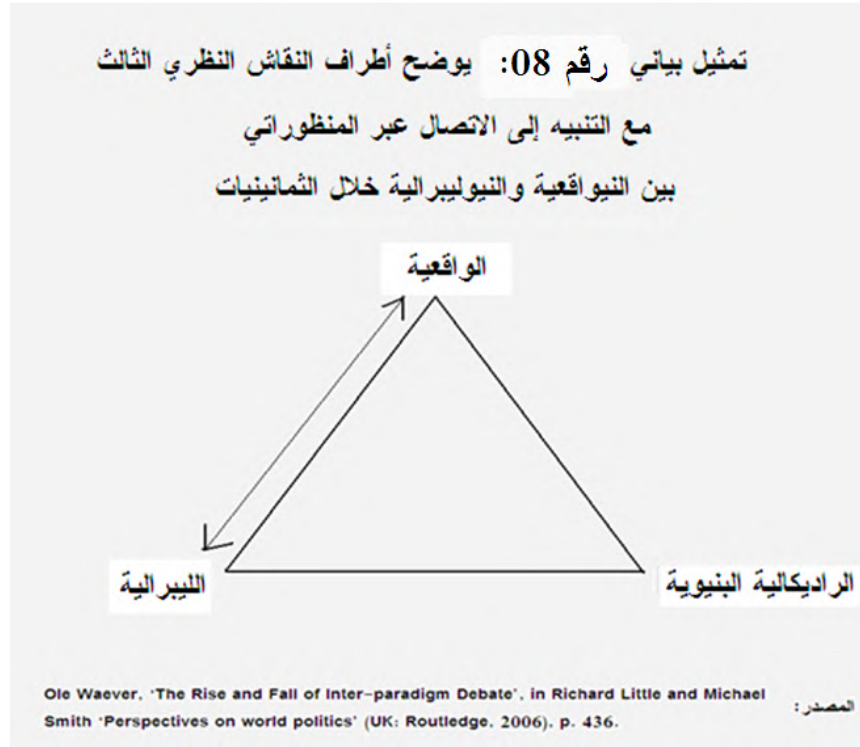 تمثيل بياني رقم 08: يوضح أطراف النقاش النظري الثالث
مع التنبيه إلى الاتصال عبر المنظوراتي
بين النيواقعية والنيوليبرالية خلال الثمانينيات
الواقعية
الليبرالية
الراديكالية البنيوية
المصدر:
Ole Waever, 'The Rise and Fall of Inter-paradigm Debate', in Richard Little and Michael
Smith 'Perspectives on world politics' (UK: Routledge, 2006), p. 436.